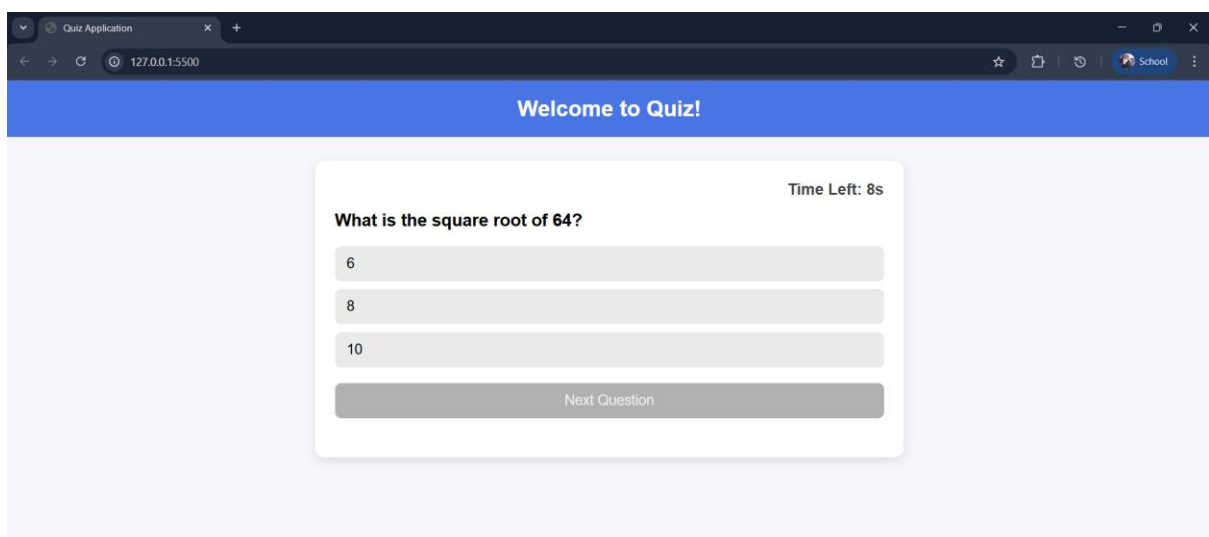 Quiz Application
127.0.0.1:5500
School
Welcome to Quiz!
Time Left: 8s
What is the square root of 64?
6
8
10
Next Question